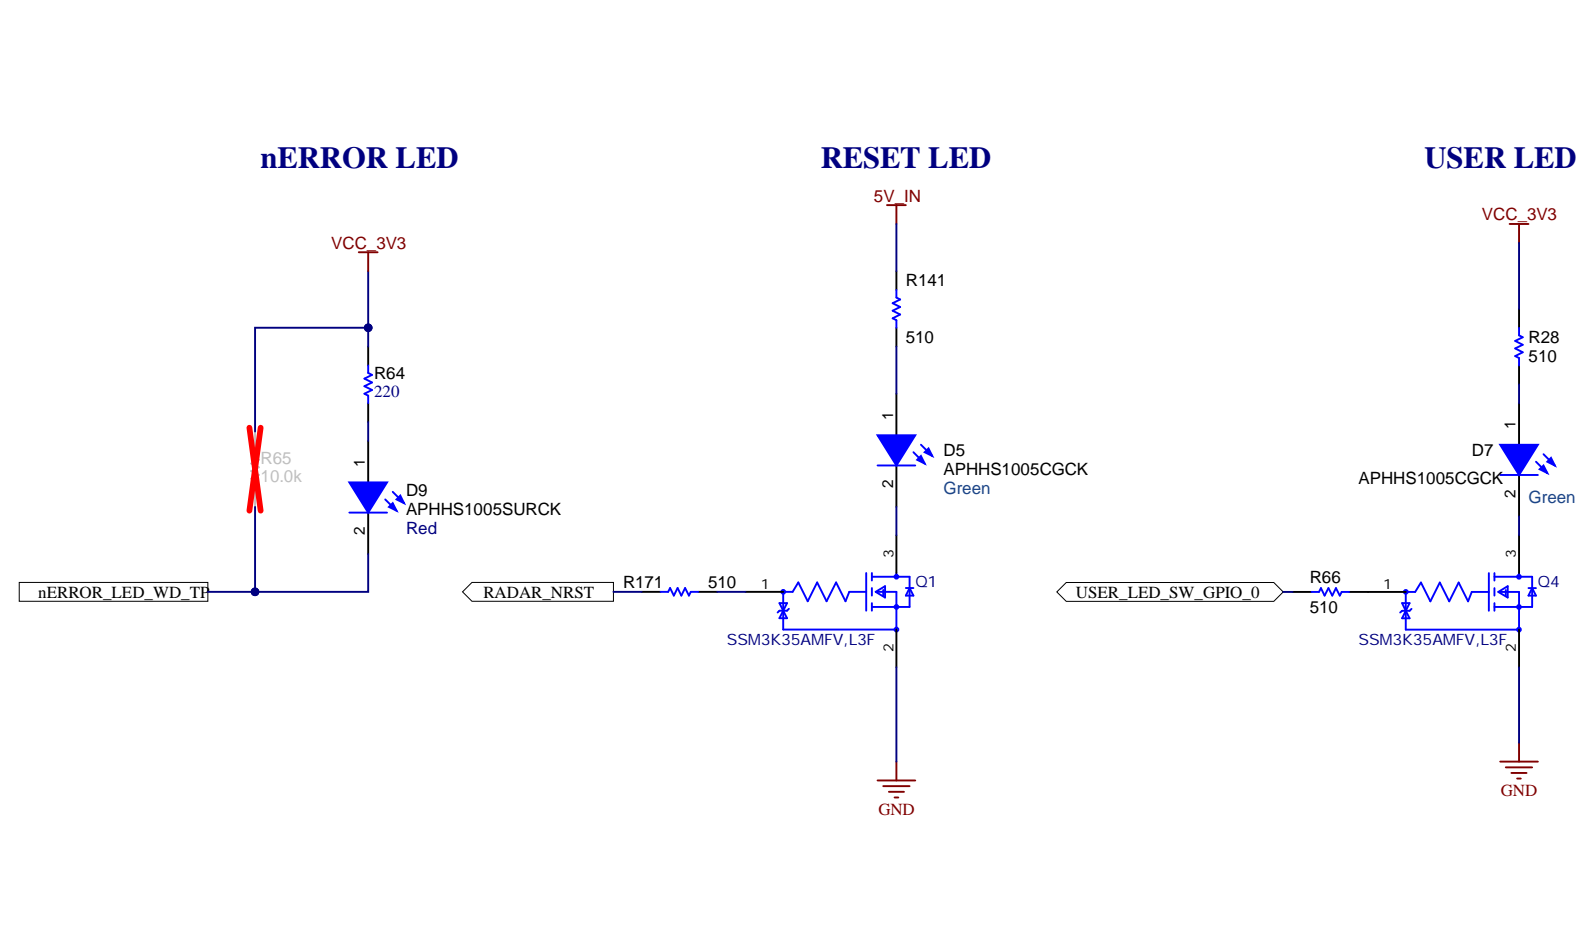 nERROR LED
VCC_3V3
R64
220
R65
10.0k
1
D9
APHHS1005SURCK
Red
2
nERROR_LED_WD_TP
RESET LED
5V_IN
R141
510
1
D5
APHHS1005CGCK
Green
2
3
RADAR_NRST
R171
510
1
Q1
SSM3K35AMFV,L3F
2
GND
USER LED
VCC_3V3
R28
510
1
D7
APHHS1005CGCK
2
Green
3
USER_LED_SW_GPIO_0
R66
510
1
Q4
SSM3K35AMFV,L3F
2
GND